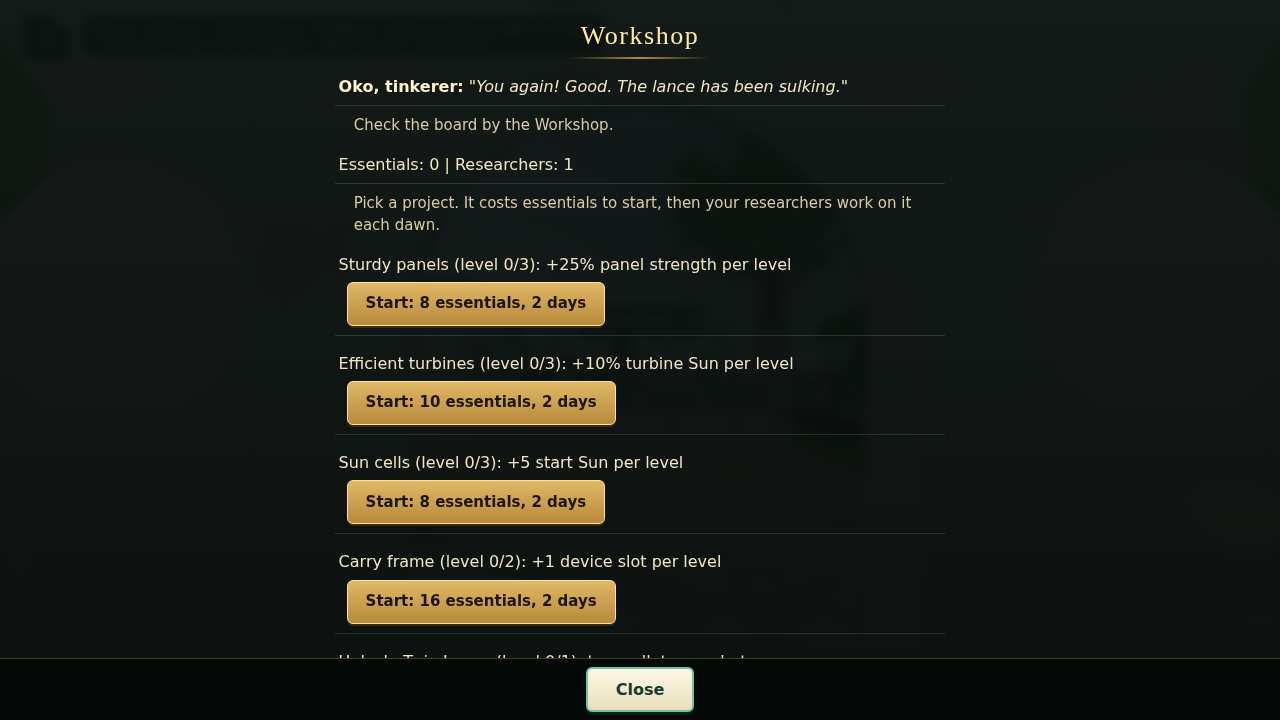 Workshop
Oko, tinkerer: "You again! Good. The lance has been sulking."
Check the board by the Workshop.
Essentials: 0 | Researchers: 1
Pick a project. It costs essentials to start, then your researchers work on it
each dawn.
Sturdy panels (level 0/3): +25% panel strength per level
Start: 8 essentials, 2 days
Efficient turbines (level 0/3): +10% turbine Sun per level
Start: 10 essentials, 2 days
Sun cells (level 0/3): +5 start Sun per level
Start: 8 essentials, 2 days
Carry frame (level 0/2): +1 device slot per level
Start: 16 essentials, 2 days
Close